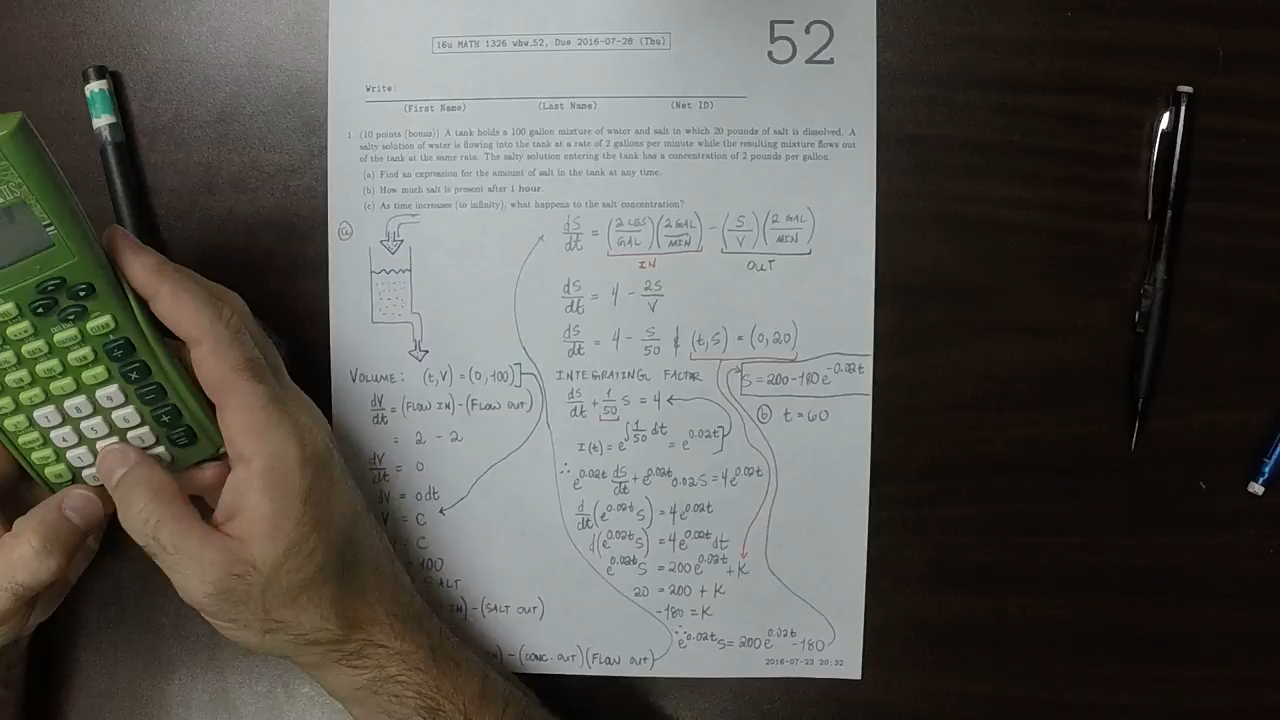 52
16u MATH 1326 whw_52, Due 2016-07-28 (Thu)
Write:
(First Name) (Last Name) (Net ID)
1. (10 points (bonus)) A tank holds a 100 gallon mixture of water and salt in which 20 pounds of salt is dissolved. A
salty solution of water is flowing into the tank at a rate of 2 gallons per minute while the resulting mixture flows out
of the tank at the same rate. The salty solution entering the tank has a concentration of 2 pounds per gallon.
(a) Find an expression for the amount of salt in the tank at any time.
(b) How much salt is present after 1 hour.
(c) As time increases (to infinity), what happens to the salt concentration?
(a)
VOLUME: (t,V) = (0,100)]
dV/dt = (FLOW IN) - (FLOW OUT)
= 2 - 2
dV/dt = 0
dV = 0dt
V = C
= C
= 100
SALT
IN) - (SALT OUT)
IN) - (CONC. OUT)(FLOW OUT)
dS/dt = (2 LBS/GAL)(2 GAL/MIN) - (S/V)(2 GAL/MIN)
IN OUT
dS/dt = 4 - 2S/V
dS/dt = 4 - S/50 & (t,S) = (0,20)
INTEGRATING FACTOR
dS/dt + 1/50 S = 4
I(t) = e^∫1/50 dt = e^0.02t]
∴ e^0.02t dS/dt + e^0.02t 0.02S = 4e^0.02t
d/dt(e^0.02t S) = 4e^0.02t
d(e^0.02t S) = 4e^0.02t dt
e^0.02t S = 200e^0.02t + K
20 = 200 + K
-180 = K
∴ e^0.02t S = 200e^0.02t - 180
S = 200 - 180e^-0.02t
(b) t = 60
2016-07-23 20:32